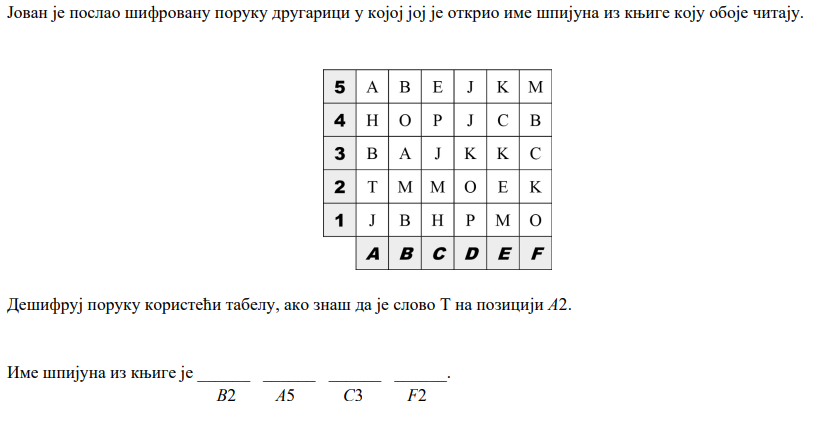 Јован је послао шифровану поруку другарици у којој јој је открио име шпијуна из књиге коју обоје читају.
5 А В Е Ј К М
4 Н О Р Ј С В
3 В А Ј К К С
2 Т М М О Е К
1 Ј В Н Р М О
A B C D E F
Дешифруј поруку користећи табелу, ако знаш да је слово Т на позицији A2.
Име шпијуна из књиге је ______ ______ ______ ______.
B2 A5 C3 F2